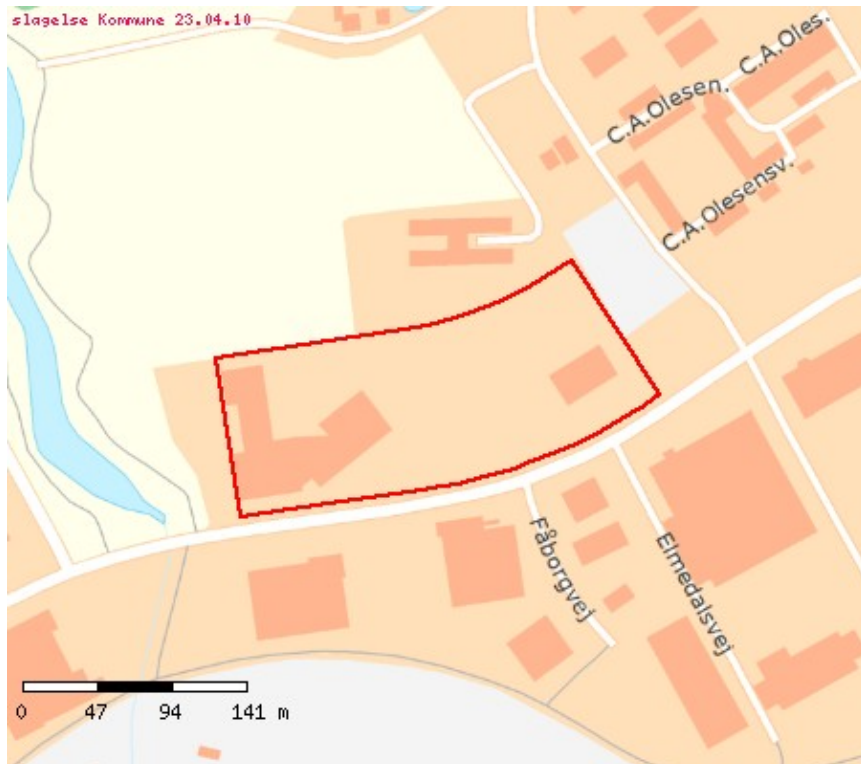 slagelse Kommune 23.04.10
C.A.Oles.
C.A.Olesen.
C.A.Olesensv.
Fåborgvej
Elmedalsvej
0 47 94 141 m